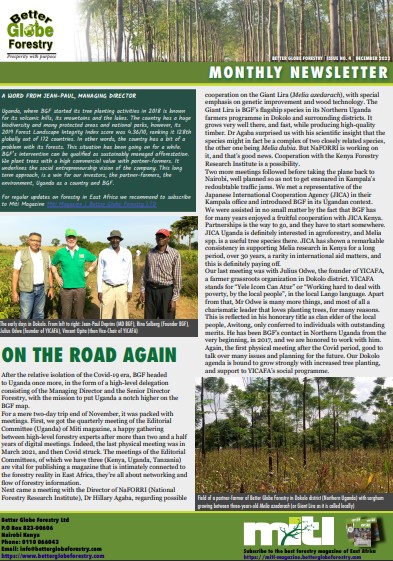 Better
Globe
Forestry
Prosperity with purpose
BETTER GLOBE FORESTRY ISSUE NO. 4 DECEMBER 2022
MONTHLY NEWSLETTER
A WORD FROM JEAN-PAUL, MANAGING DIRECTOR
Uganda, where BGF started its tree planting activities in 2018 is known
for its volcanic hills, its mountains and the lakes. The country has a huge
biodiversity and many protected areas and national parks, however, its
2019 Forest Landscape Integrity Index score was 4.36/10, ranking it 128th
globally out of 172 countries. In other words, the country has a bit of a
problem with its forests. This situation has been going on for a while.
BGF's intervention can be qualified as sustainably managed afforestation.
We plant trees with a high commercial value with partner-farmers. It
underlines the social entrepreneurship vision of the company. This long
term approach, is a win for our investors, the partner-farmers, the
environment, Uganda as a country and BGF.
For regular updates on forestry in East Africa we recommend to subscribe
to Miti Magazine Miti Magazine | Better Globe Forestry LTD
The early days in Dokolo. From left to right: Jean-Paul Deprins (MD BGF), Rino Solberg (Founder BGF),
Julius Odwe (founder of YICAFA), Vincent Opito (then Vice-Chair of YICAFA)
ON THE ROAD AGAIN
After the relative isolation of the Covid-19 era, BGF headed
to Uganda once more, in the form of a high-level delegation
consisting of the Managing Director and the Senior Director
Forestry, with the mission to put Uganda a notch higher on the
BGF map.
For a mere two-day trip end of November, it was packed with
meetings. First, we got the quarterly meeting of the Editorial
Committee (Uganda) of Miti magazine, a happy gathering
between high-level forestry experts after more than two and a half
years of digital meetings. Indeed, the last physical meeting was in
March 2021, and then Covid struck. The meetings of the Editorial
Committees, of which we have three (Kenya, Uganda, Tanzania)
are vital for publishing a magazine that is intimately connected to
the forestry reality in East Africa, they're all about networking and
flow of forestry information.
Next came a meeting with the Director of NaFORRI (National
Forestry Research Institute), Dr Hillary Agaba, regarding possible
cooperation on the Giant Lira (Melia azedarach), with special
emphasis on genetic improvement and wood technology. The
Giant Lira is BGF's flagship species in its Northern Uganda
farmers programme in Dokolo and surrounding districts. It
grows very well there, and fast, while producing high-quality
timber. Dr Agaba surprised us with his scientific insight that the
species might in fact be a complex of two closely related species,
the other one being Melia dubia. But NaFORRI is working on
it, and that's good news. Cooperation with the Kenya Forestry
Research Institute is a possibility.
Two more meetings followed before taking the plane back to
Nairobi, well planned so as not to get ensnared in Kampala's
redoubtable traffic jams. We met a representative of the
Japanese International Cooperation Agency (JICA) in their
Kampala office and introduced BGF in its Ugandan context.
We were assisted in no small matter by the fact that BGF has
for many years enjoyed a fruitful cooperation with JICA Kenya.
Partnerships is the way to go, and they have to start somewhere.
JICA Uganda is definitely interested in agroforestry, and Melia
spp. is a useful tree species there. JICA has shown a remarkable
consistency in supporting Melia research in Kenya for a long
period, over 30 years, a rarity in international aid matters, and
this is definitely paying off.
Our last meeting was with Julius Odwe, the founder of YICAFA,
a former grassroots organization in Dokolo district. YICAFA
stands for “Yele Icom Can Atur” or “Working hard to deal with
poverty, by the local people”, in the local Lango language. Apart
from that, Mr Odwe is many more things, and most of all a
charismatic leader that loves planting trees, for many reasons.
This is reflected in his honorary title as clan elder of the local
people, Awitong, only conferred to individuals with outstanding
merits. He has been BGF's contact in Northern Uganda from the
very beginning, in 2017, and we are honored to work with him.
Again, the first physical meeting after the Covid period, good to
talk over many issues and planning for the future. Our Dokolo
agenda is bound to grow strongly with increased tree planting,
and support to YICAFA's social programme.
Field of a partner-farmer of Better Globe Forestry in Dokolo district (Northern Uganda) with sorghum
growing between three-years-old Melia azedarach (or Giant Lira as it is called locally)
Better Globe Forestry Ltd
P.O Box 823-00606
Nairobi Kenya
Phone: 0110 066043
Email: info@betterglobeforestry.com
https://www.betterglobeforestry.com
miti
Subscribe to the best forestry magazine of East Africa
https://miti-magazine.betterglobeforestry.com